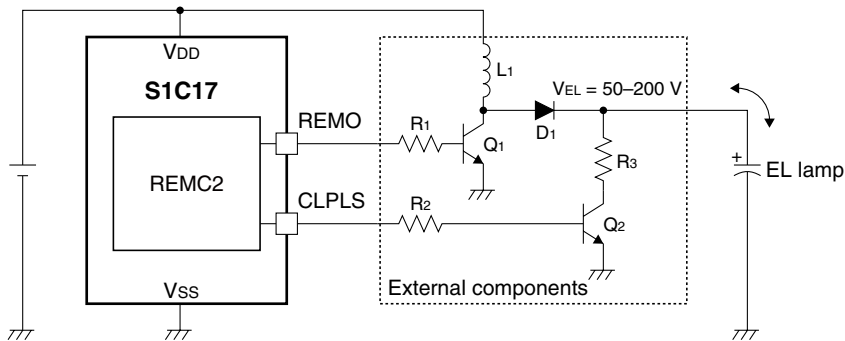 VDD
S1C17
REMC2
REMO
CLPLS
VSS
L1
VEL = 50–200 V
R1
Q1
D1
R3
R2
Q2
External components
+
EL lamp